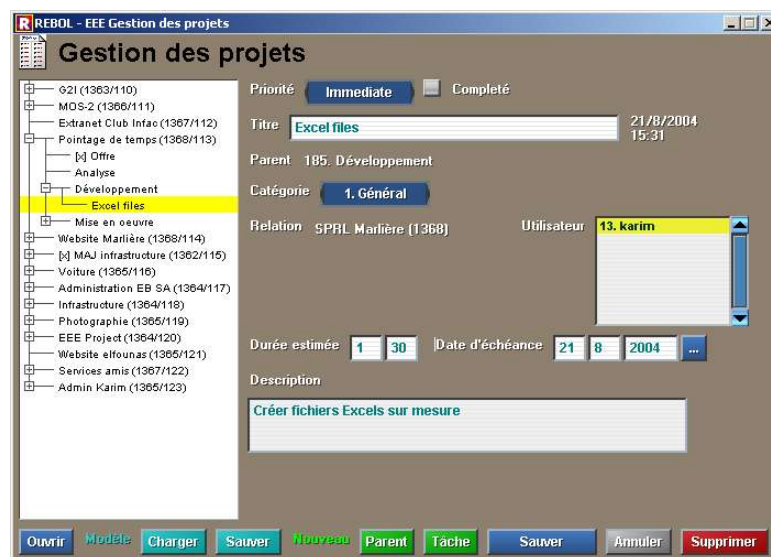 REBOL - EEE Gestion des projets
Gestion des projets
G2I (1363/110)
MOS-2 (1366/111)
Extranet Club Infac (1367/112)
Pointage de temps (1368/113)
[x] Offre
Analyse
Développement
Excel files
Mise en oeuvre
Website Marlière (1368/114)
[x] MAJ infrastructure (1362/115)
Voiture (1365/116)
Administration EB SA (1364/117)
Infrastructure (1364/118)
Photographie (1365/119)
EEE Project (1364/120)
Website elfounas (1365/121)
Services amis (1367/122)
Admin Karim (1365/123)
Priorité Immediate Completé
Titre Excel files 21/8/2004
15:31
Parent 185. Développement
Catégorie 1. Général
Relation SPRL Marlière (1368) Utilisateur 13. karim
Durée estimée 1 30 Date d'échéance 21 8 2004 ...
Description
Créer fichiers Excels sur mesure
Ouvrir Modèle Charger Sauver Nouveau Parent Tâche Sauver Annuler Supprimer